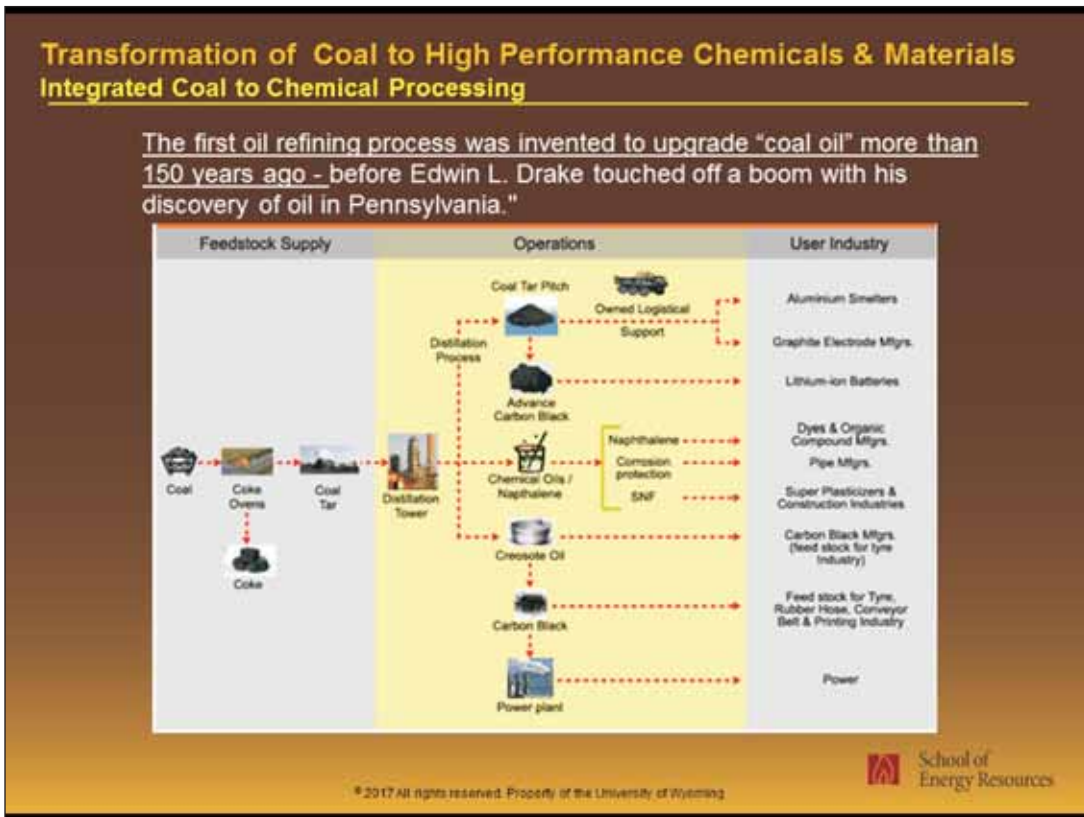 Transformation of Coal to High Performance Chemicals & Materials
Integrated Coal to Chemical Processing
The first oil refining process was invented to upgrade “coal oil” more than
150 years ago - before Edwin L. Drake touched off a boom with his
discovery of oil in Pennsylvania."
Feedstock Supply
Operations
User Industry
Coal Tar Pitch
Owned Logistical
Support
Aluminium Smelters
Graphite Electrode Mfgrs.
Distillation
Process
Advance
Carbon Black
Lithium-ion Batteries
Coal
Coke
Ovens
Coal
Tar
Distillation
Tower
Coke
Chemical Oils /
Napthalene
Naphthalene
Corrosion
protection
SNF
Dyes & Organic
Compound Mfgrs.
Pipe Mfgrs.
Super Plasticizers &
Construction Industries
Creosote Oil
Carbon Black Mfgrs.
(feed stock for tyre
Industry)
Carbon Black
Feed stock for Tyre,
Rubber Hose, Conveyor
Belt & Printing Industry
Power plant
Power
School of
Energy Resources
© 2017 All rights reserved. Property of the University of Wyoming